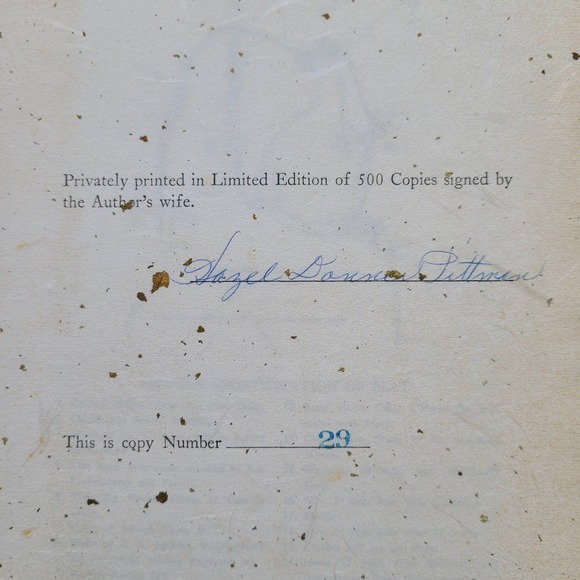 Privately printed in Limited Edition of 500 Copies signed by
the Author's wife.
Hazel Pittman
This is copy Number 29